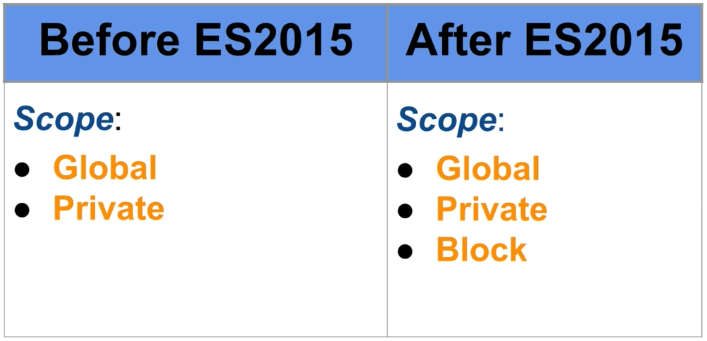 Before ES2015
After ES2015
Scope:
● Global
● Private
Scope:
● Global
● Private
● Block